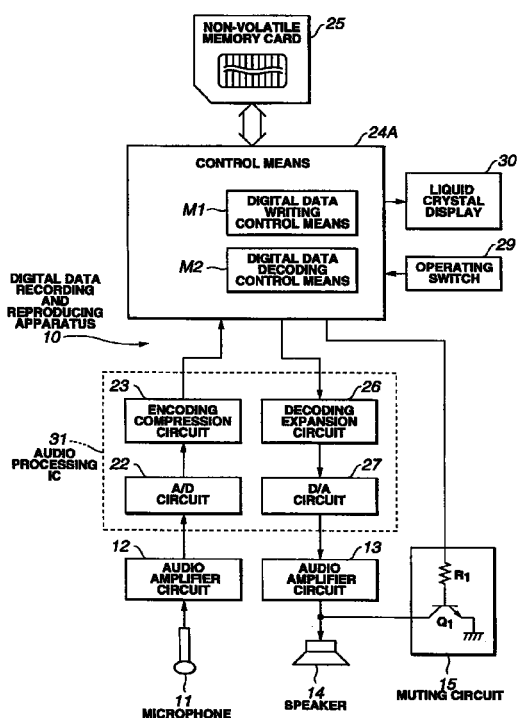 NON-VOLATILE
MEMORY CARD
25
24A
CONTROL MEANS
M1
DIGITAL DATA
WRITING
CONTROL MEANS
M2
DIGITAL DATA
DECODING
CONTROL MEANS
30
LIQUID
CRYSTAL
DISPLAY
29
OPERATING
SWITCH
DIGITAL DATA
RECORDING
AND
REPRODUCING
APPARATUS
10
23
ENCODING
COMPRESSION
CIRCUIT
26
DECODING
EXPANSION
CIRCUIT
31
AUDIO
PROCESSING
IC
22
A/D
CIRCUIT
27
D/A
CIRCUIT
12
AUDIO
AMPLIFIER
CIRCUIT
13
AUDIO
AMPLIFIER
CIRCUIT
R1
Q1
11
MICROPHONE
14
SPEAKER
15
MUTING CIRCUIT